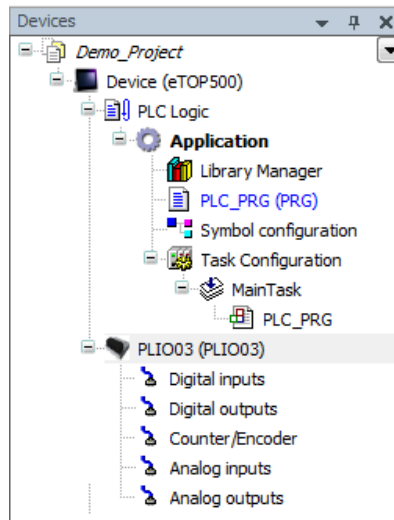 Devices
Demo_Project
Device (eTOP500)
PLC Logic
Application
Library Manager
PLC_PRG (PRG)
Symbol configuration
Task Configuration
MainTask
PLC_PRG
PLIO03 (PLIO03)
Digital inputs
Digital outputs
Counter/Encoder
Analog inputs
Analog outputs